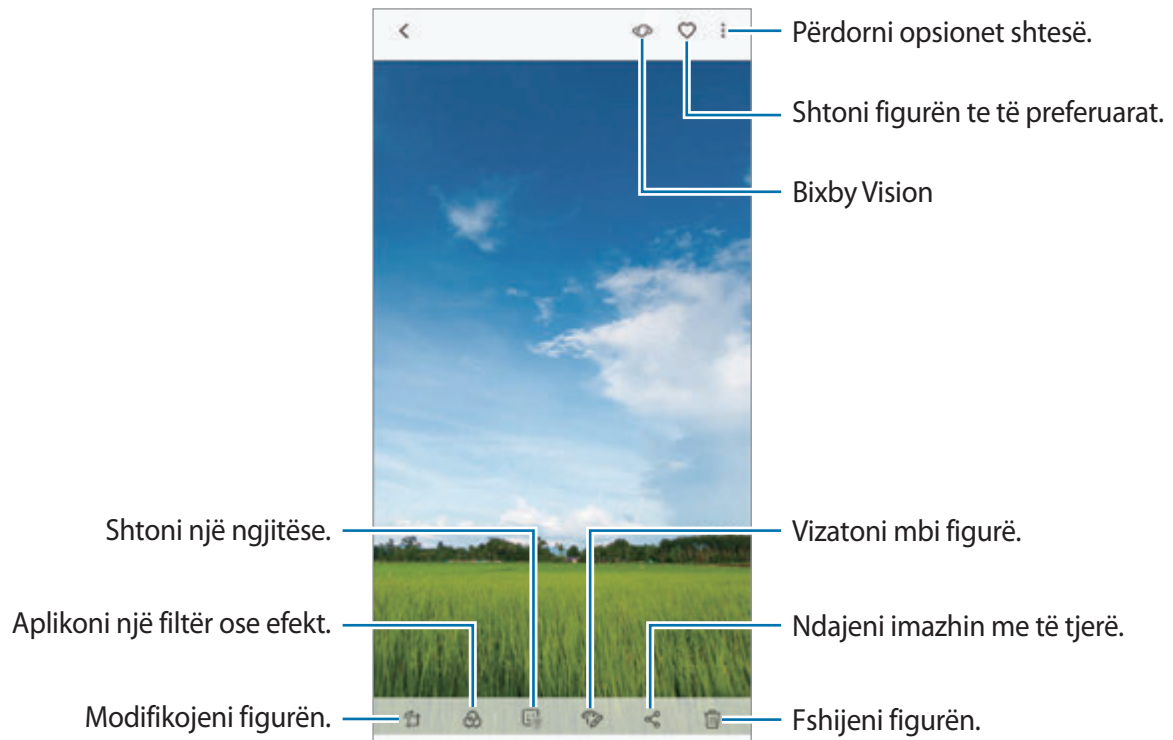 Përdorni opsionet shtesë.
Shtoni figurën te të preferuarat.
Bixby Vision
Shtoni një ngjitëse.
Vizatoni mbi figurë.
Aplikoni një filtër ose efekt.
Ndajeni imazhin me të tjerë.
Modifikojeni figurën.
Fshijeni figurën.